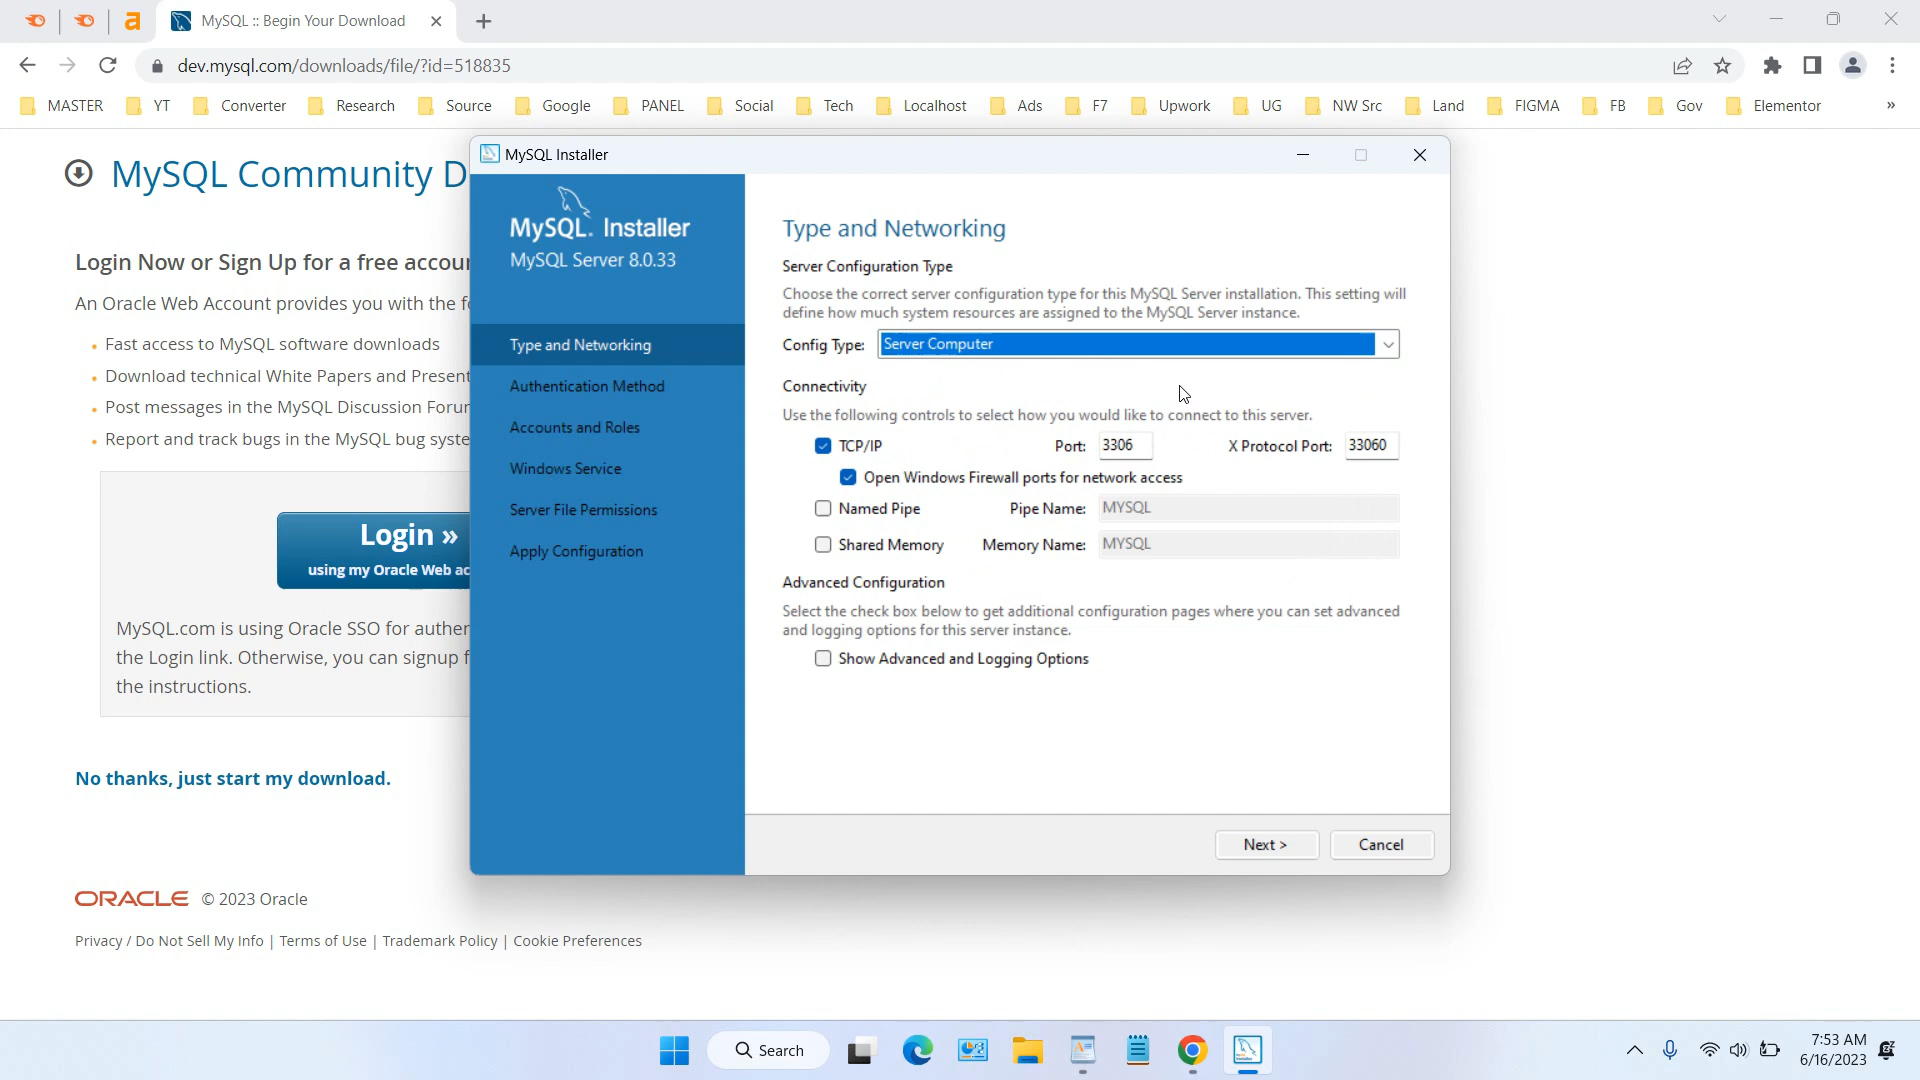 MySQL :: Begin Your Download
dev.mysql.com/downloads/file/?id=518835
MASTER YT Converter Research Source Google PANEL Social Tech Localhost Ads F7 Upwork UG NW Src Land FIGMA FB Gov Elementor »
MySQL Community D
Login Now or Sign Up for a free accou
An Oracle Web Account provides you with the f
Fast access to MySQL software downloads
Download technical White Papers and Present
Post messages in the MySQL Discussion Foru
Report and track bugs in the MySQL bug syste
Login »
using my Oracle Web ac
MySQL.com is using Oracle SSO for auther
the Login link. Otherwise, you can signup f
the instructions.
No thanks, just start my download.
ORACLE © 2023 Oracle
Privacy / Do Not Sell My Info | Terms of Use | Trademark Policy | Cookie Preferences
MySQL Installer
MySQL. Installer
MySQL Server 8.0.33
Type and Networking
Authentication Method
Accounts and Roles
Windows Service
Server File Permissions
Apply Configuration
Type and Networking
Server Configuration Type
Choose the correct server configuration type for this MySQL Server installation. This setting will
define how much system resources are assigned to the MySQL Server instance.
Config Type: Server Computer
Connectivity
Use the following controls to select how you would like to connect to this server.
TCP/IP Port: 3306 X Protocol Port: 33060
Open Windows Firewall ports for network access
Named Pipe Pipe Name: MYSQL
Shared Memory Memory Name: MYSQL
Advanced Configuration
Select the check box below to get additional configuration pages where you can set advanced
and logging options for this server instance.
Show Advanced and Logging Options
Next > Cancel
Search
7:53 AM
6/16/2023